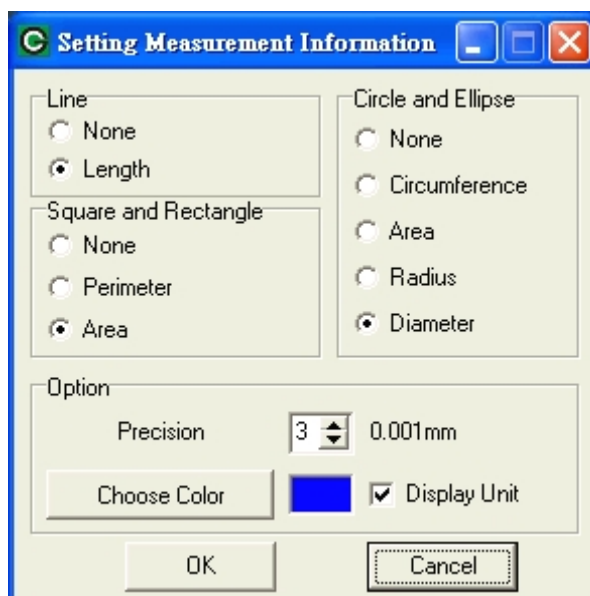 Setting Measurement Information
Line
None
Length
Square and Rectangle
None
Perimeter
Area
Circle and Ellipse
None
Circumference
Area
Radius
Diameter
Option
Precision 3 0.001mm
Choose Color Display Unit
OK Cancel